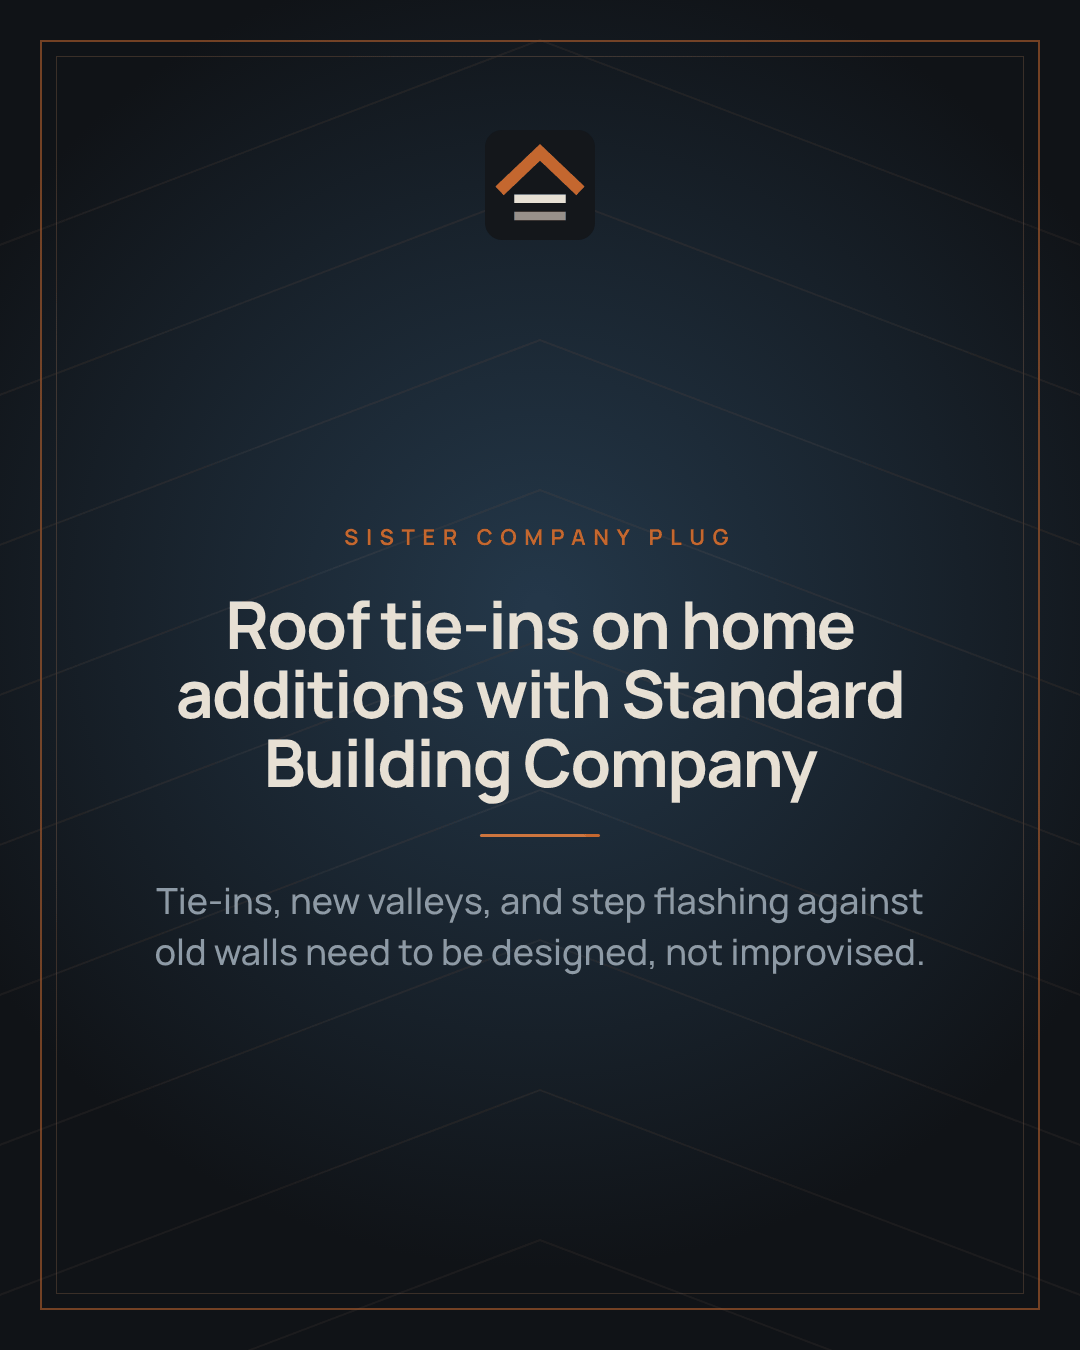 SISTER COMPANY PLUG
Roof tie-ins on home
additions with Standard
Building Company
Tie-ins, new valleys, and step flashing against
old walls need to be designed, not improvised.